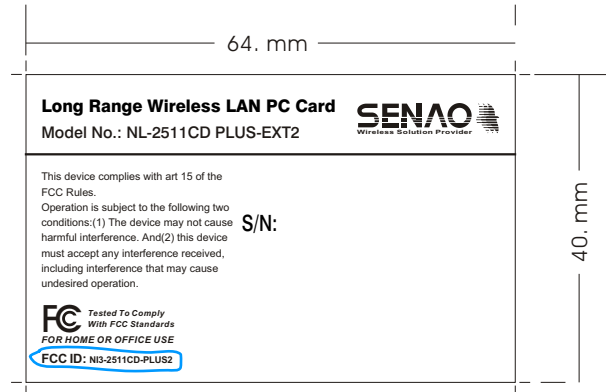 64. mm
Long Range Wireless LAN PC Card
Model No.: NL-2511CD PLUS-EXT2
SENAO
Wireless Solution Provider
This device complies with art 15 of the
FCC Rules.
Operation is subject to the following two
conditions:(1) The device may not cause
harmful interference. And(2) this device
must accept any interference received,
including interference that may cause
undesired operation.
S/N:
40. mm
FC
Tested To Comply
With FCC Standards
FOR HOME OR OFFICE USE
FCC ID: NI3-2511CD-PLUS2